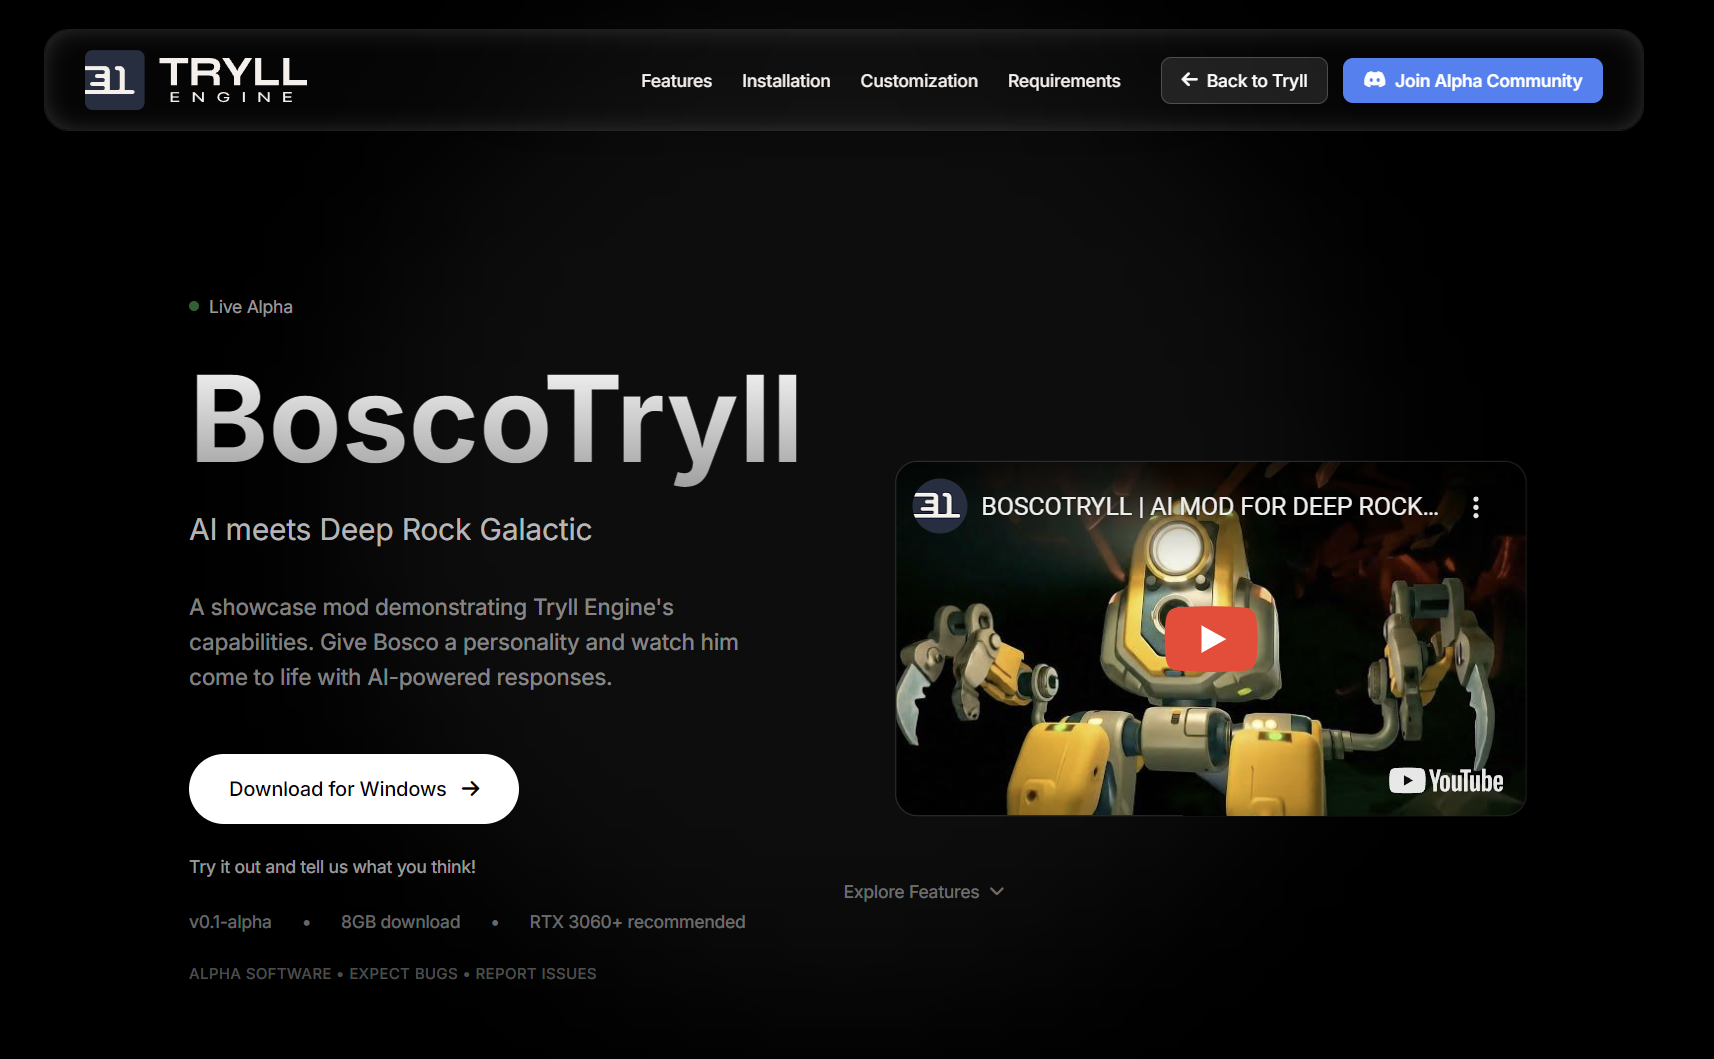 TRYLL
ENGINE
Features
Installation
Customization
Requirements
Back to Tryll
Join Alpha Community
Live Alpha
BoscoTryll
AI meets Deep Rock Galactic
A showcase mod demonstrating Tryll Engine's
capabilities. Give Bosco a personality and watch him
come to life with AI-powered responses.
Download for Windows
Try it out and tell us what you think!
v0.1-alpha • 8GB download • RTX 3060+ recommended
ALPHA SOFTWARE • EXPECT BUGS • REPORT ISSUES
BOSCOTRYLL | AI MOD FOR DEEP ROCK...
YouTube
Explore Features